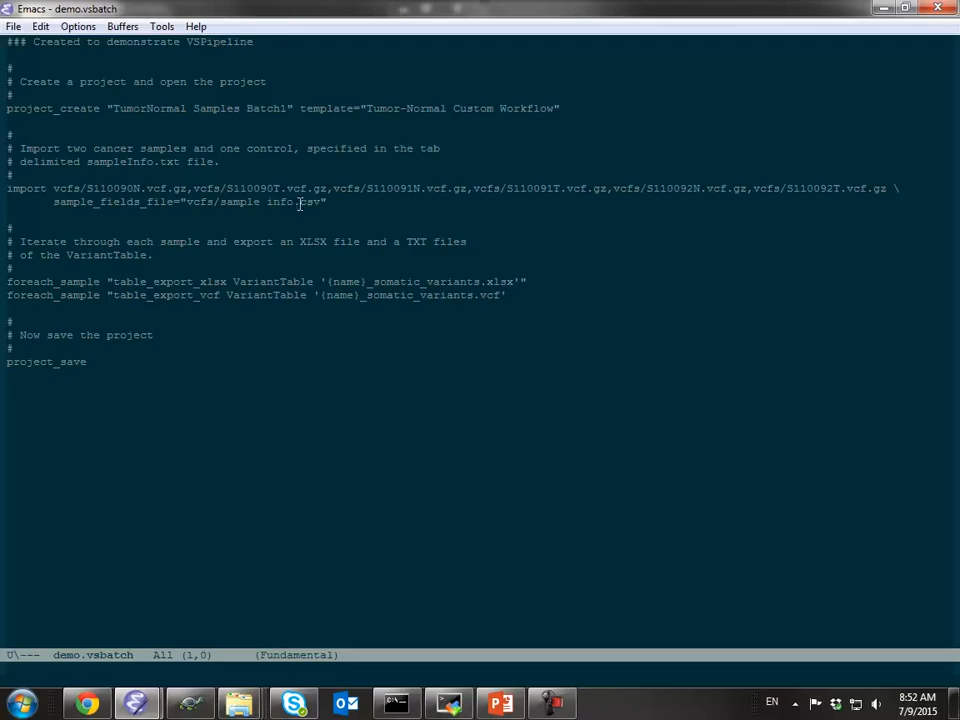 Emacs - demo.vsbatch
File Edit Options Buffers Tools Help
### Created to demonstrate VSPipeline
#
# Create a project and open the project
#
project_create "TumorNormal Samples Batch1" template="Tumor-Normal Custom Workflow"
#
# Import two cancer samples and one control, specified in the tab
# delimited sampleInfo.txt file.
#
import vcfs/S110090N.vcf.gz,vcfs/S110090T.vcf.gz,vcfs/S110091N.vcf.gz,vcfs/S110091T.vcf.gz,vcfs/S110092N.vcf.gz,vcfs/S110092T.vcf.gz \
sample_fields_file="vcfs/sample info.csv"
#
# Iterate through each sample and export an XLSX file and a TXT files
# of the VariantTable.
#
foreach_sample "table_export_xlsx VariantTable '{name}_somatic_variants.xlsx'"
foreach_sample "table_export_vcf VariantTable '{name}_somatic_variants.vcf'
#
# Now save the project
#
project_save
U\--- demo.vsbatch All (1,0) (Fundamental)
EN 8:52 AM
7/9/2015